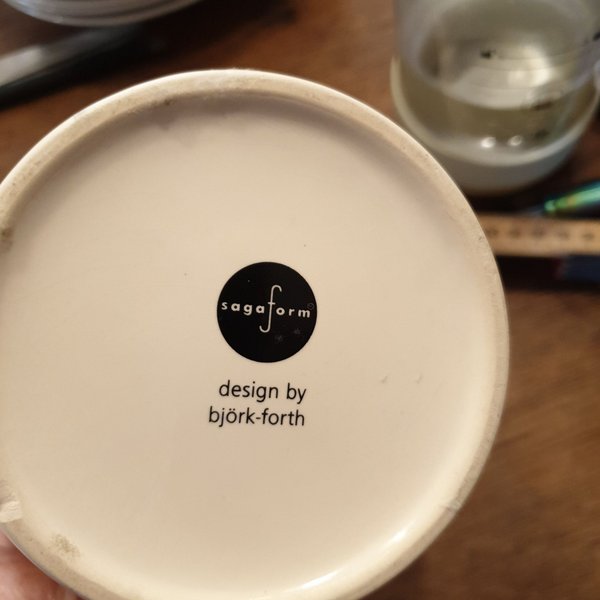 sagaform
design by
björk-forth